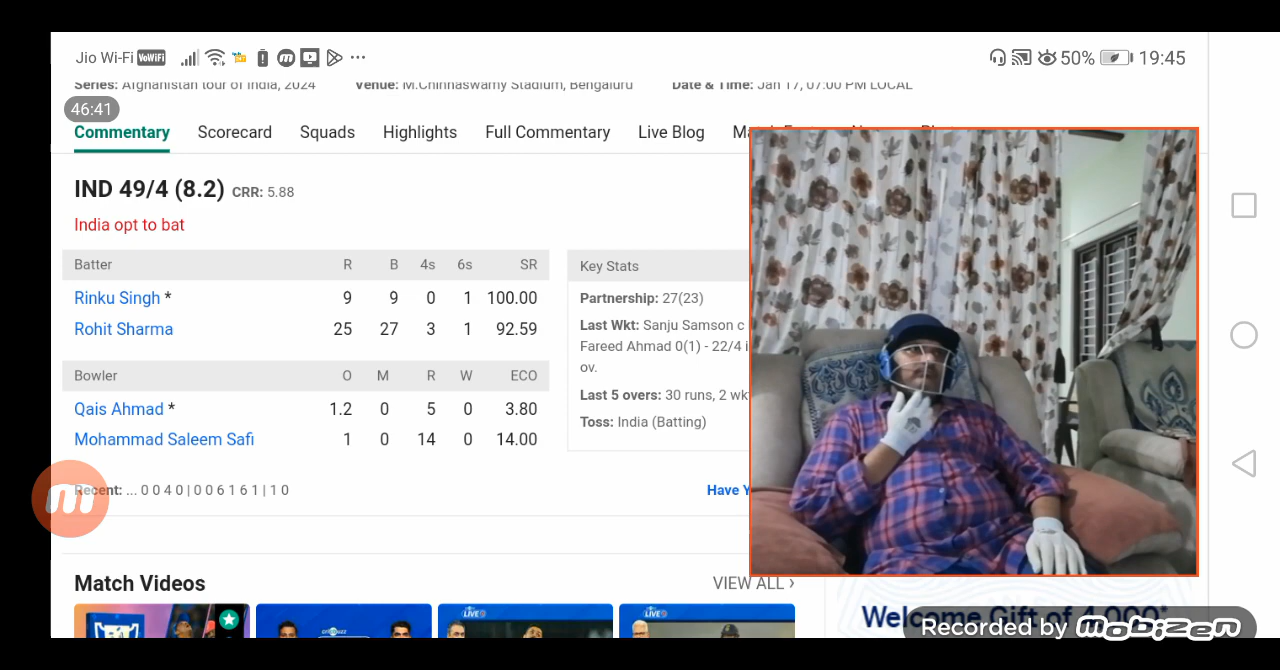 Jio Wi-Fi VoWiFi 50% 19:45
Series: Afghanistan tour of India, 2024 Venue: M.Chinnaswamy Stadium, Bengaluru Date & Time: Jan 17, 07:00 PM LOCAL
46:41
Commentary Scorecard Squads Highlights Full Commentary Live Blog
IND 49/4 (8.2) CRR: 5.88
India opt to bat
Batter R B 4s 6s SR
Rinku Singh * 9 9 0 1 100.00
Rohit Sharma 25 27 3 1 92.59
Bowler O M R W ECO
Qais Ahmad * 1.2 0 5 0 3.80
Mohammad Saleem Safi 1 0 14 0 14.00
Recent: ... 0 0 4 0 | 0 0 6 1 6 1 | 1 0
Key Stats
Partnership: 27(23)
Last Wkt: Sanju Samson c
Fareed Ahmad 0(1) - 22/4 i
ov.
Last 5 overs: 30 runs, 2 wk
Toss: India (Batting)
Have Y
Match Videos VIEW ALL ›
LIVE LIVE
Welcome Gift of 4,000*
Recorded by mobizen